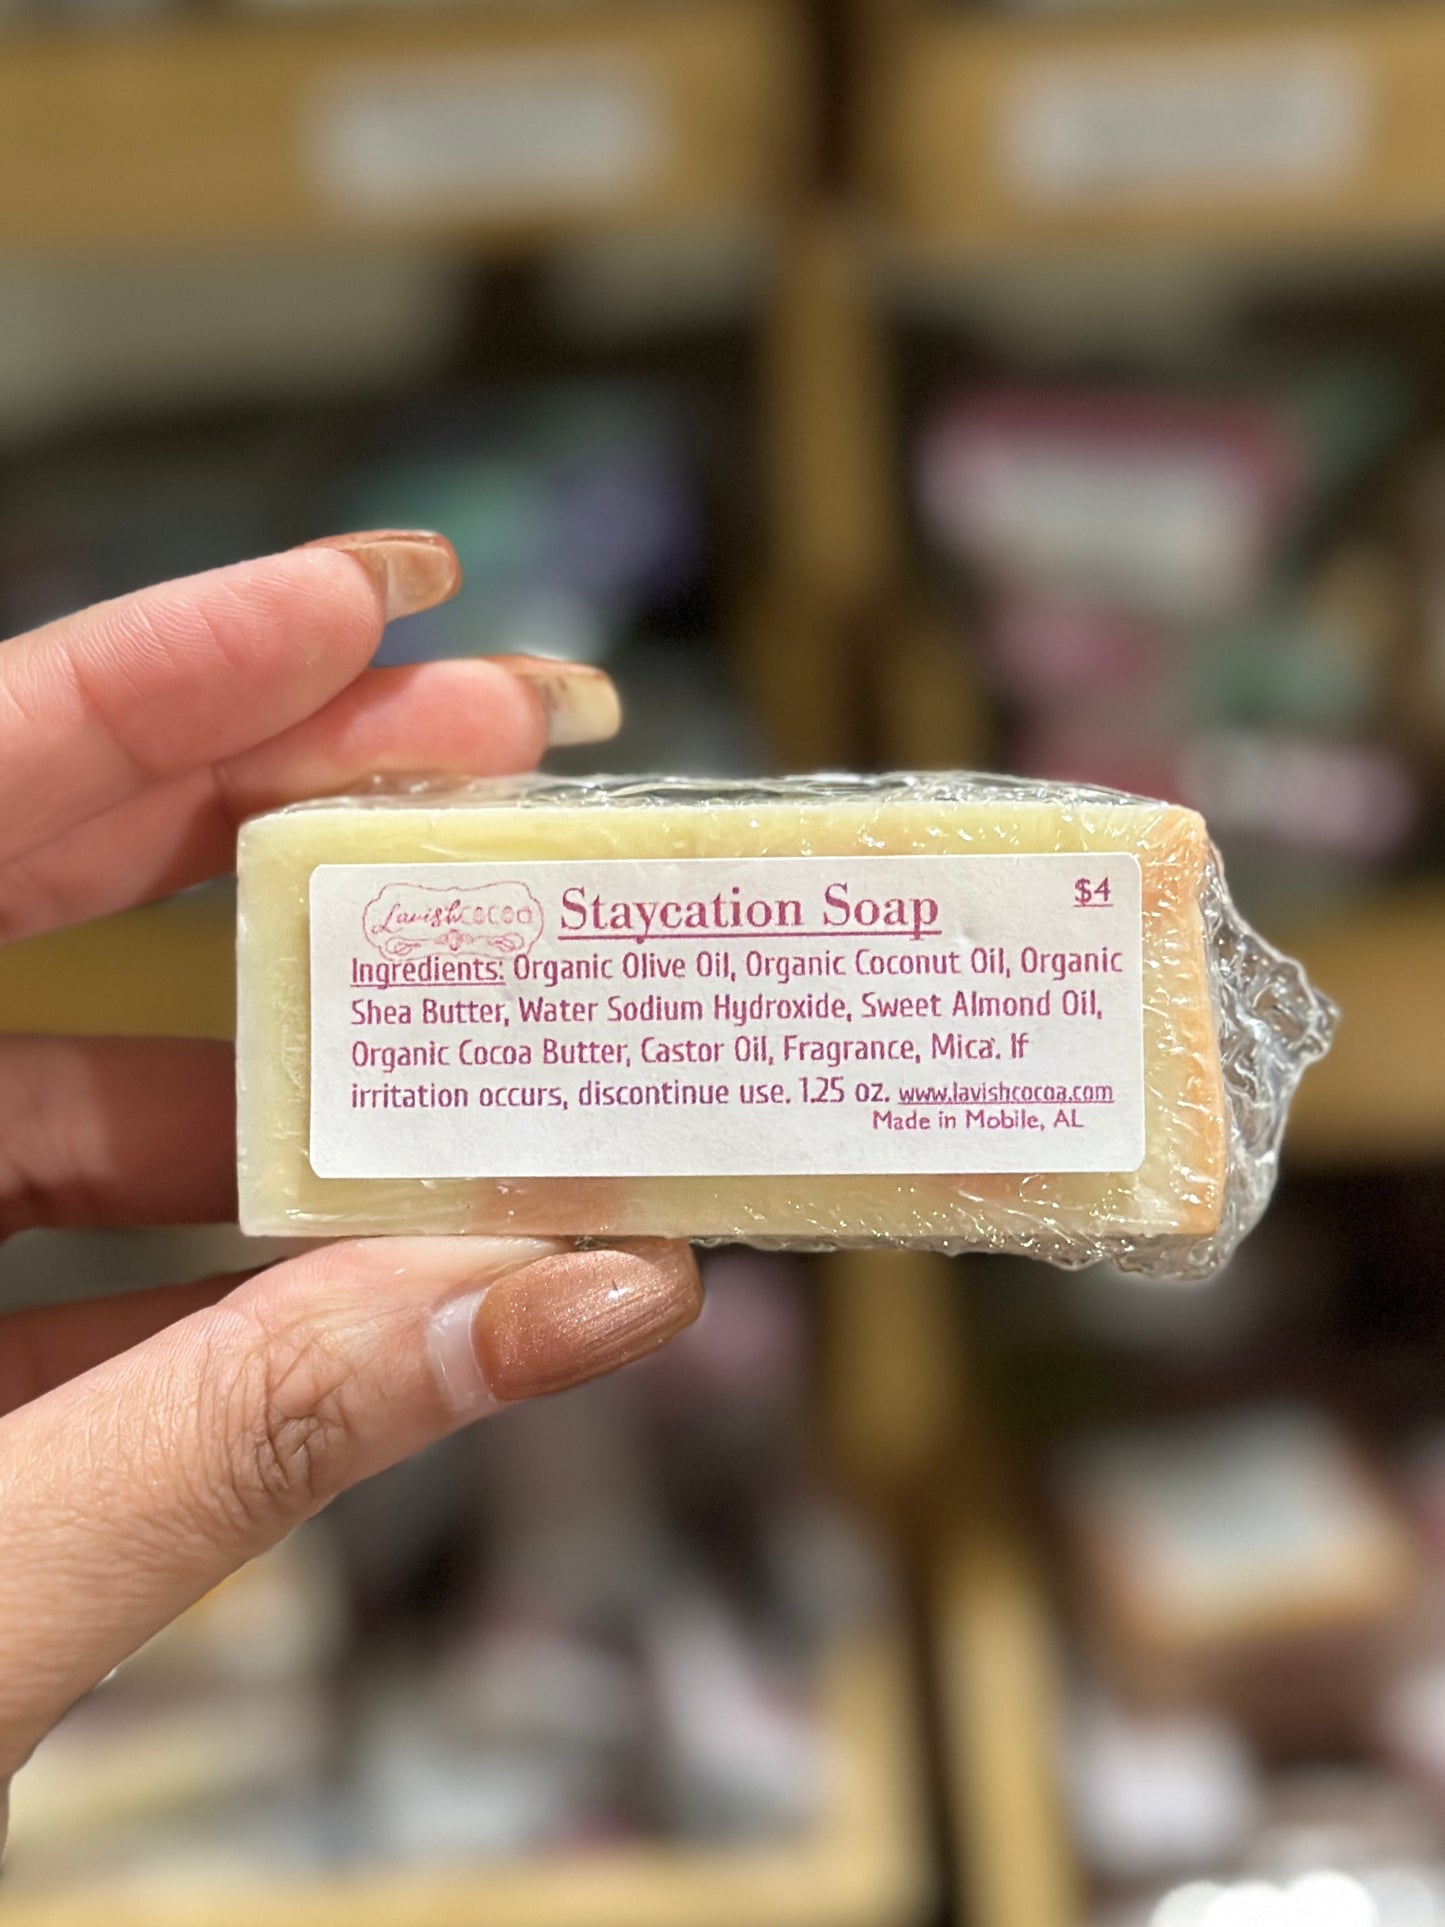 Lavishcocoa
Staycation Soap
$4
Ingredients: Organic Olive Oil, Organic Coconut Oil, Organic
Shea Butter, Water Sodium Hydroxide, Sweet Almond Oil,
Organic Cocoa Butter, Castor Oil, Fragrance, Mica. If
irritation occurs, discontinue use. 1.25 oz. www.lavishcocoa.com
Made in Mobile, AL